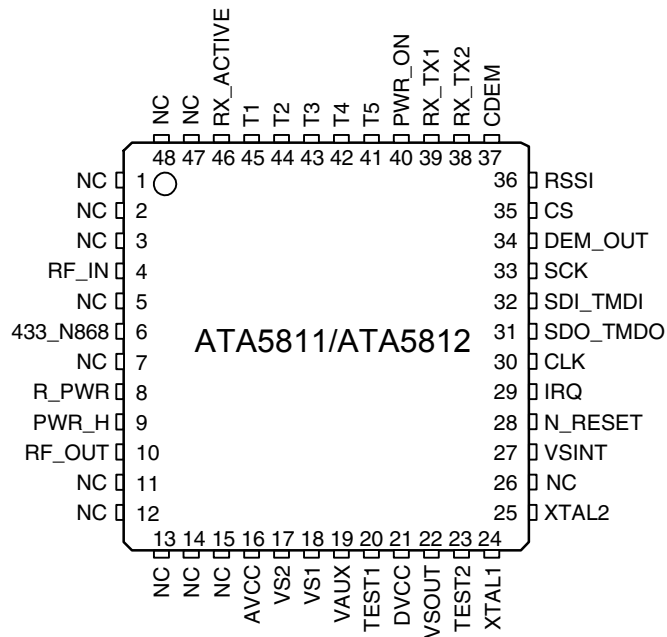 NC
NC
RX_ACTIVE
T1
T2
T3
T4
T5
PWR_ON
RX_TX1
RX_TX2
CDEM
48 47 46 45 44 43 42 41 40 39 38 37
NC 1
NC 2
NC 3
RF_IN 4
NC 5
433_N868 6
NC 7
R_PWR 8
PWR_H 9
RF_OUT 10
NC 11
NC 12
ATA5811/ATA5812
36 RSSI
35 CS
34 DEM_OUT
33 SCK
32 SDI_TMDI
31 SDO_TMDO
30 CLK
29 IRQ
28 N_RESET
27 VSINT
26 NC
25 XTAL2
13 14 15 16 17 18 19 20 21 22 23 24
NC
NC
NC
AVCC
VS2
VS1
VAUX
TEST1
DVCC
VSOUT
TEST2
XTAL1